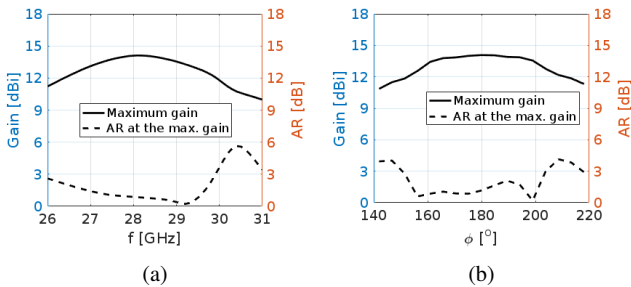 18
15
12
9
6
3
0
Gain [dBi]
18
15
12
9
6
3
0
AR [dB]
Maximum gain
AR at the max. gain
26 27 28 29 30 31
f [GHz]
(a)
18
15
12
9
6
3
0
Gain [dBi]
18
15
12
9
6
3
0
AR [dB]
Maximum gain
AR at the max. gain
140 160 180 200 220
ϕ [°]
(b)